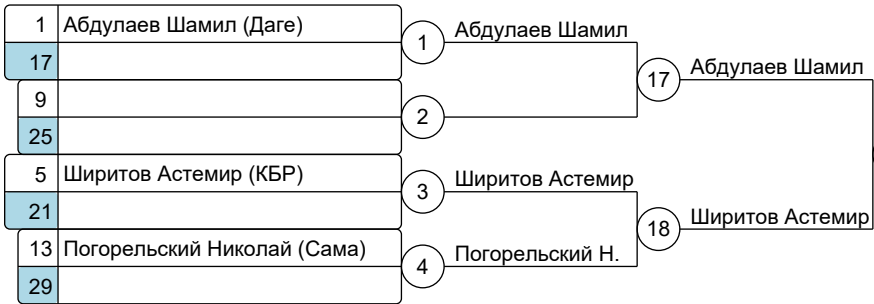 1 Абдулаев Шамил (Даге)
17
1 Абдулаев Шамил
9
25
2
17 Абдулаев Шамил
5 Ширитов Астемир (КБР)
21
3 Ширитов Астемир
13 Погорельский Николай (Сама)
29
4 Погорельский Н.
18 Ширитов Астемир